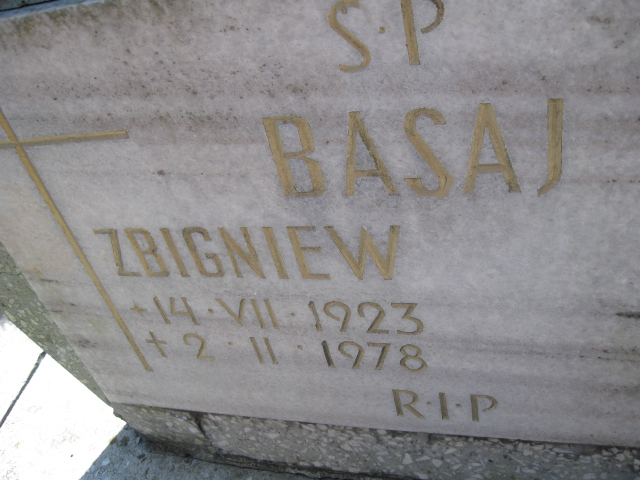 S·P
BASAJ
ZBIGNIEW
+14·VII·1923
+2·II·1978
R·I·P